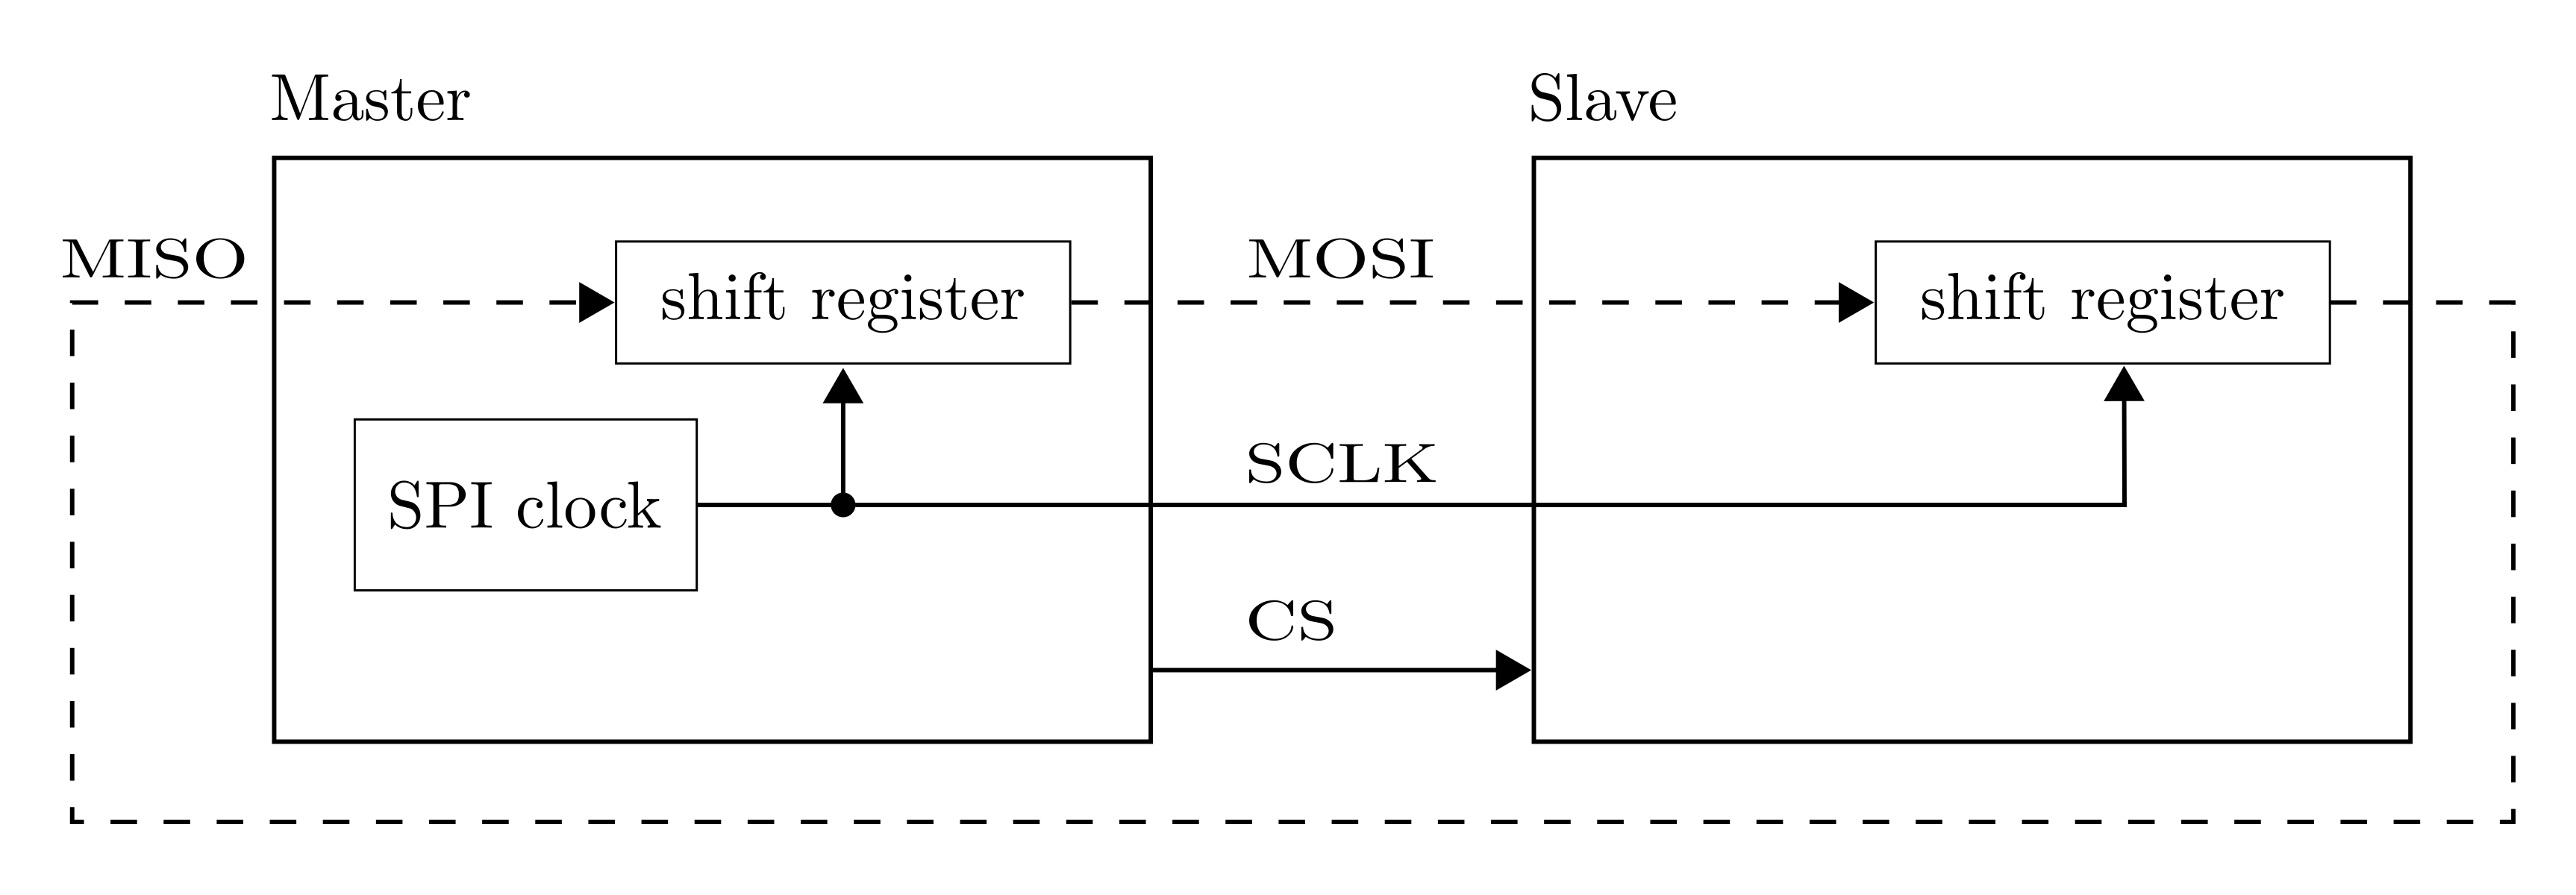 Master
Slave
MISO
shift register
MOSI
shift register
SPI clock
SCLK
CS